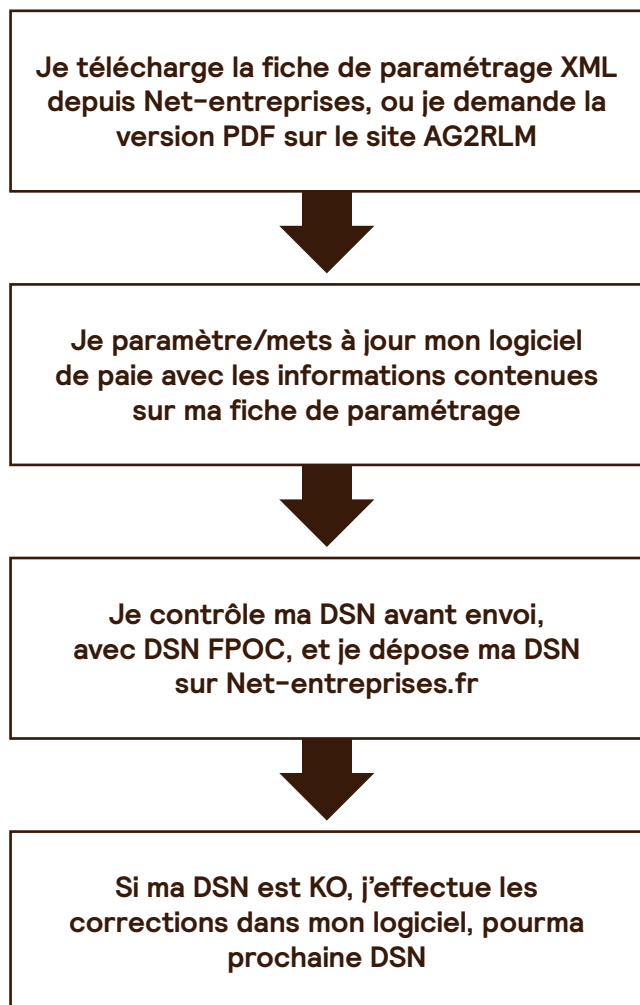 Je télécharge la fiche de paramétrage XML
depuis Net-entreprises, ou je demande la
version PDF sur le site AG2RLM
Je paramètre/mets à jour mon logiciel
de paie avec les informations contenues
sur ma fiche de paramétrage
Je contrôle ma DSN avant envoi,
avec DSN FPOC, et je dépose ma DSN
sur Net-entreprises.fr
Si ma DSN est KO, j’effectue les
corrections dans mon logiciel, pourma
prochaine DSN